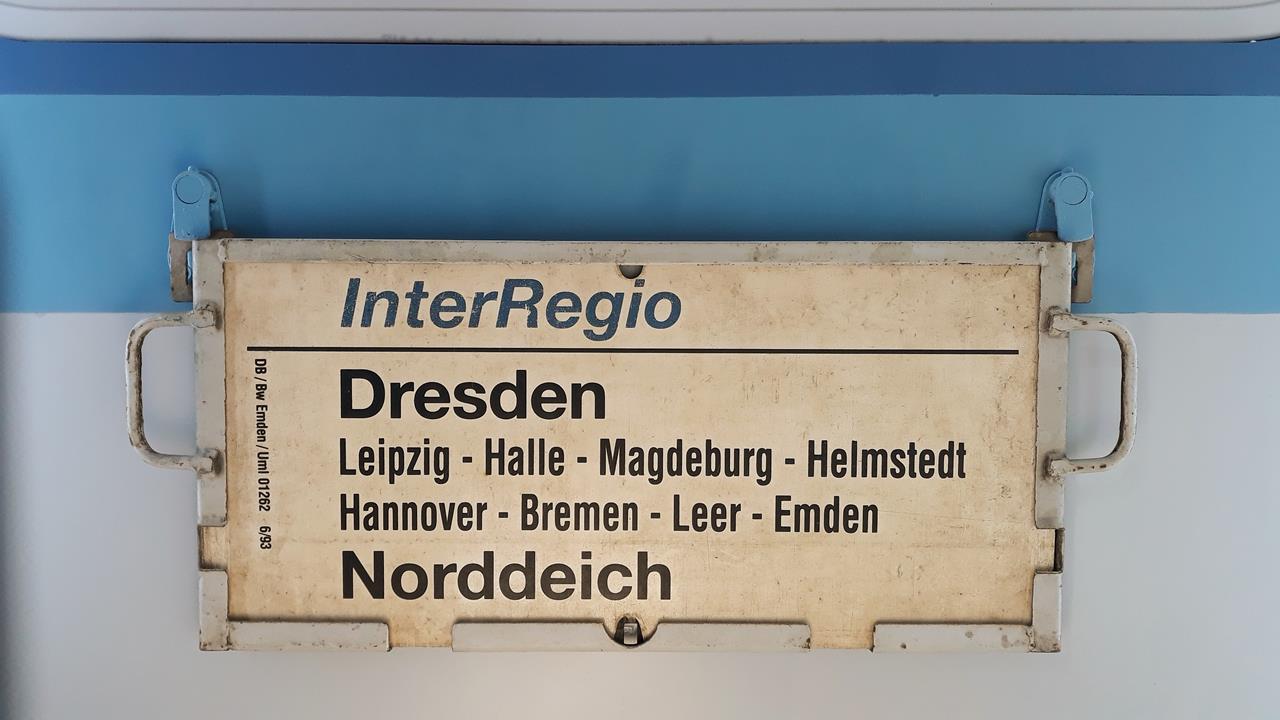 InterRegio
Dresden
Leipzig - Halle - Magdeburg - Helmstedt
Hannover - Bremen - Leer - Emden
Norddeich
DB / Bw Emden / Uml 01262 6/93